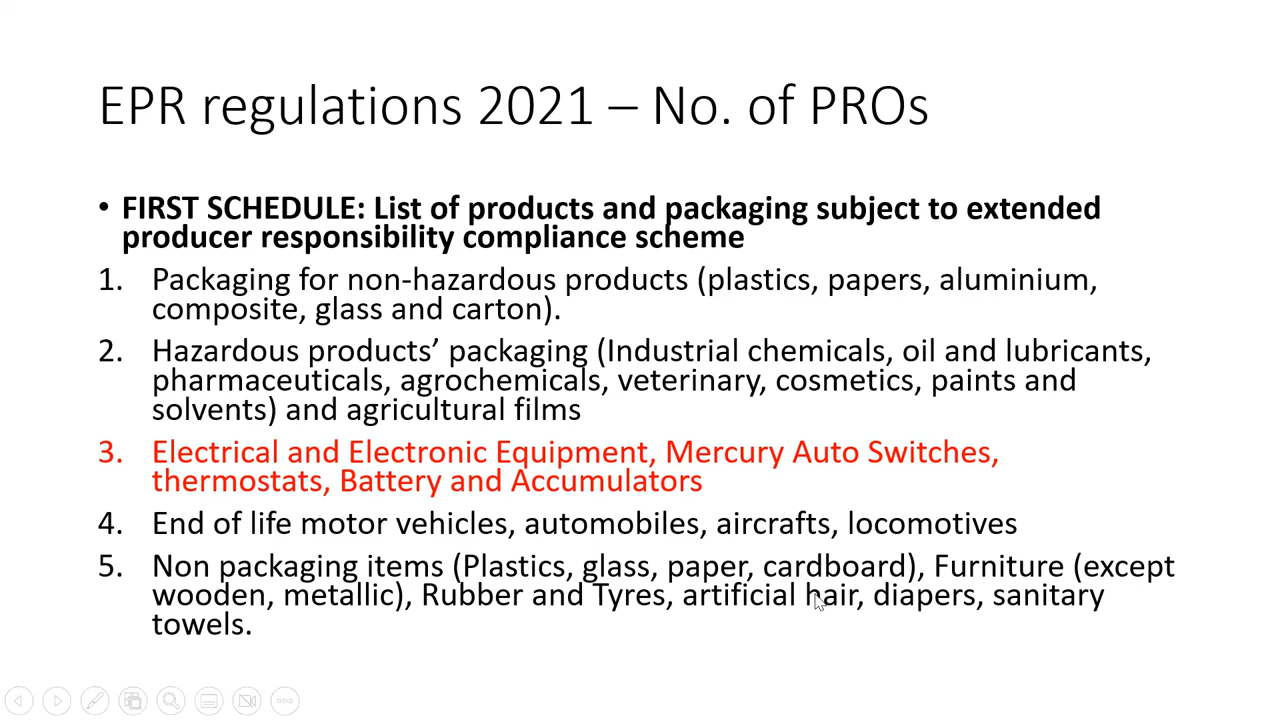 EPR regulations 2021 – No. of PROs
• FIRST SCHEDULE: List of products and packaging subject to extended
producer responsibility compliance scheme
1. Packaging for non-hazardous products (plastics, papers, aluminium,
composite, glass and carton).
2. Hazardous products’ packaging (Industrial chemicals, oil and lubricants,
pharmaceuticals, agrochemicals, veterinary, cosmetics, paints and
solvents) and agricultural films
3. Electrical and Electronic Equipment, Mercury Auto Switches,
thermostats, Battery and Accumulators
4. End of life motor vehicles, automobiles, aircrafts, locomotives
5. Non packaging items (Plastics, glass, paper, cardboard), Furniture (except
wooden, metallic), Rubber and Tyres, artificial hair, diapers, sanitary
towels.